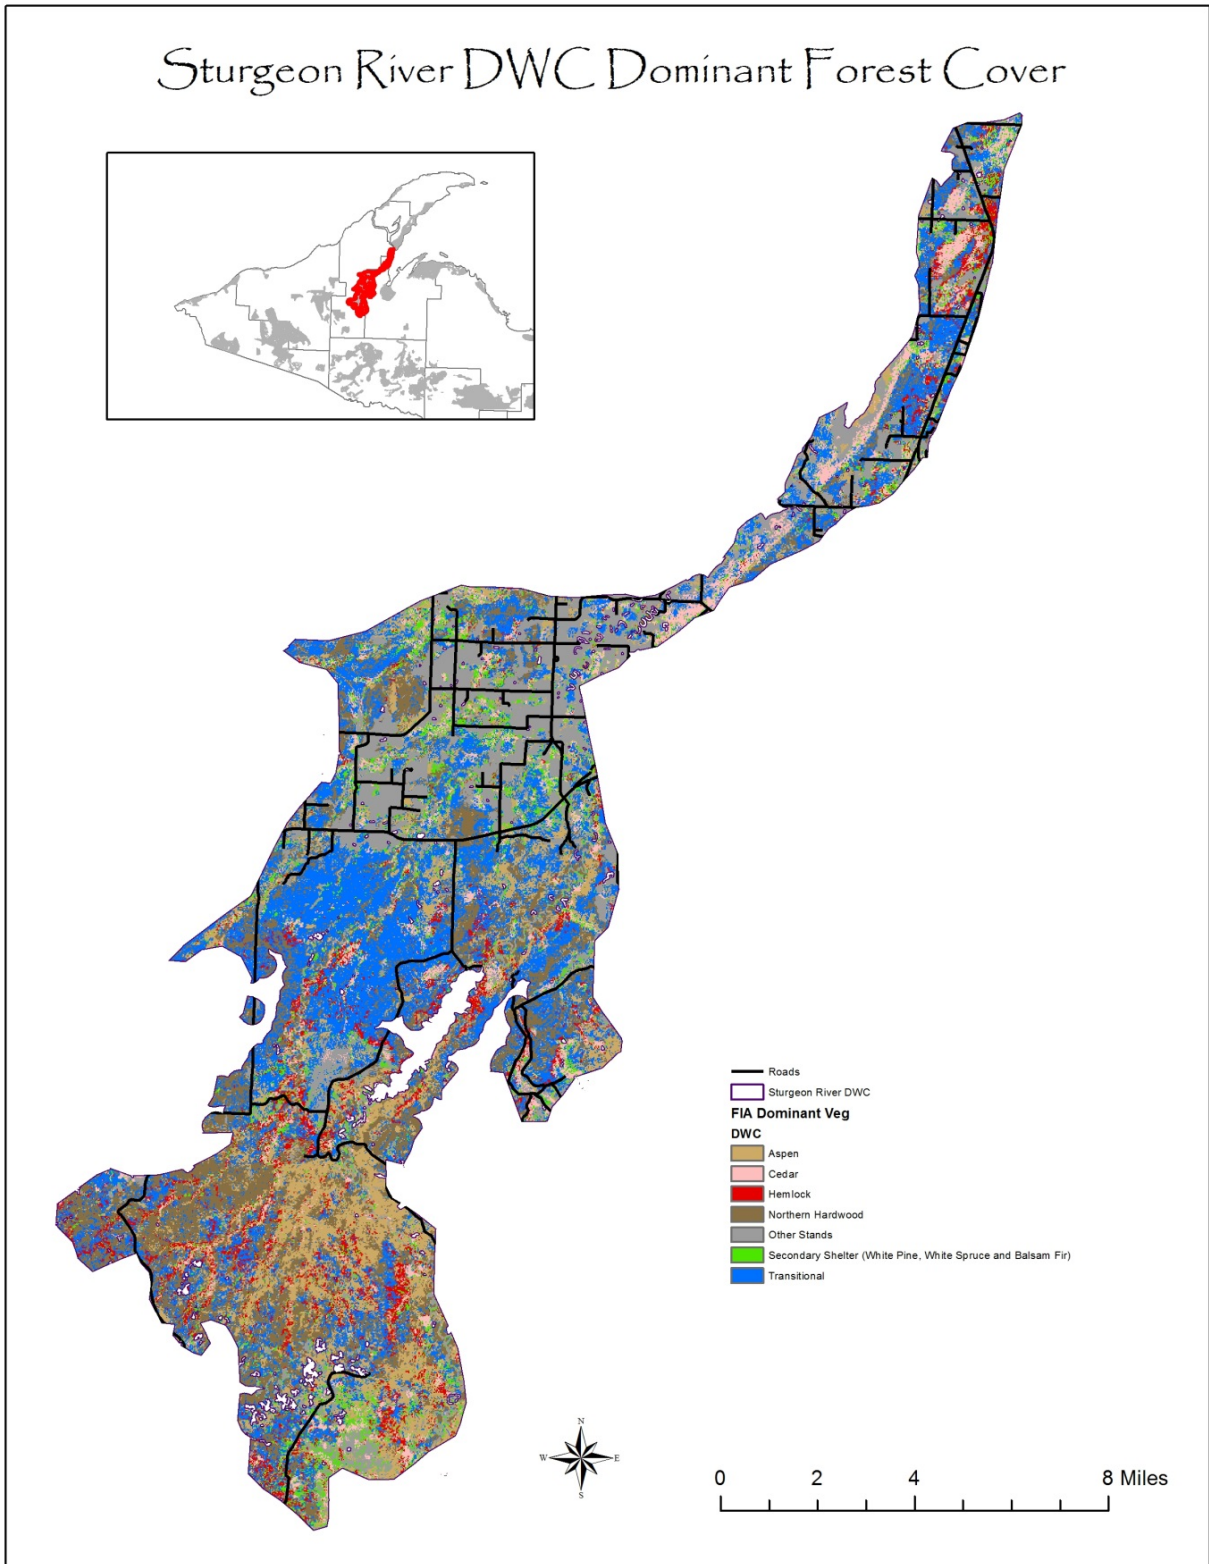 Sturgeon River DWC Dominant Forest Cover
Roads
Sturgeon River DWC
FIA Dominant Veg
DWC
Aspen
Cedar
Hemlock
Northern Hardwood
Other Stands
Secondary Shelter (White Pine, White Spruce and Balsam Fir)
Transitional
N
W E
S
0 2 4 8 Miles